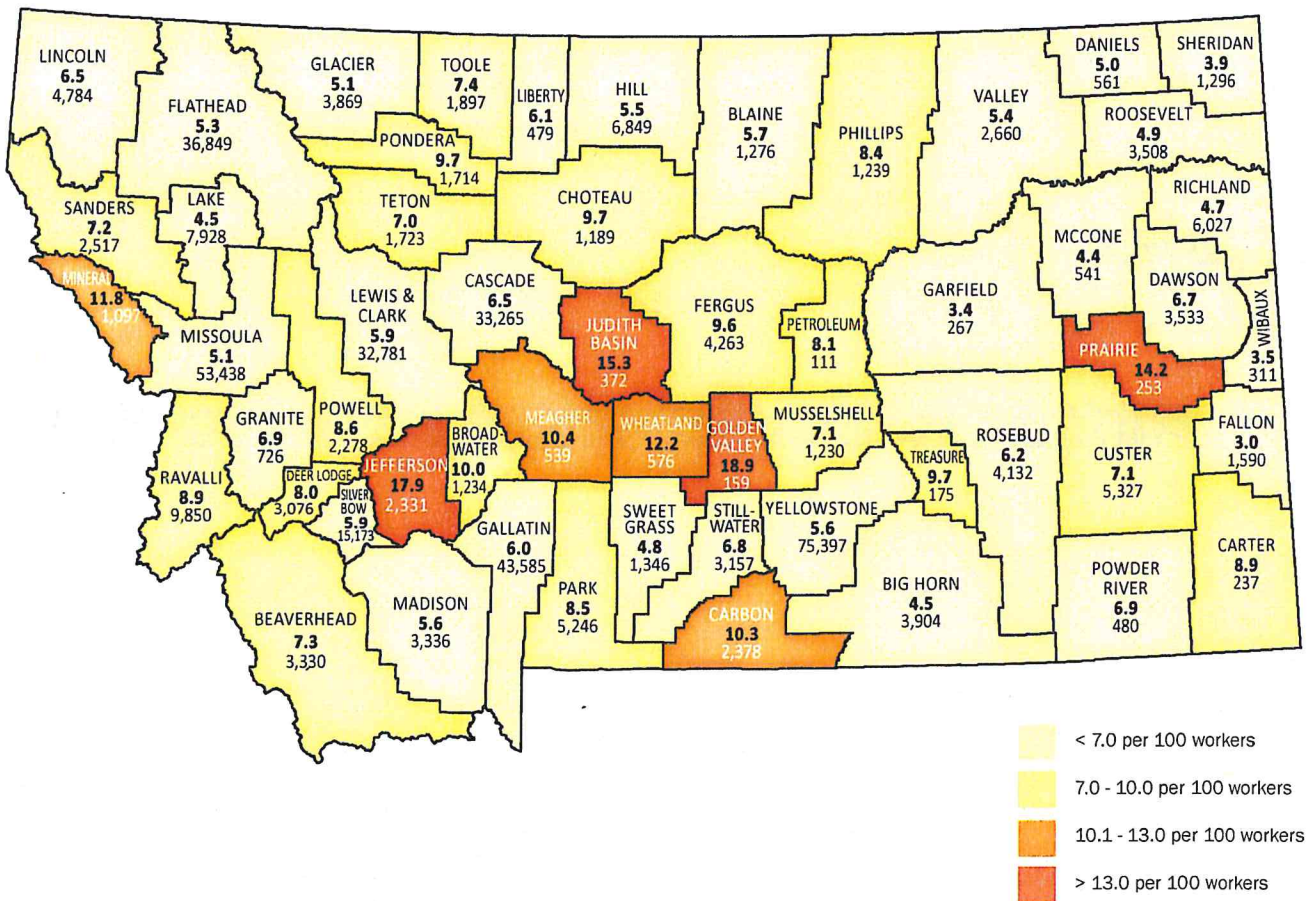 LINCOLN
6.5
4,784
FLATHEAD
5.3
36,849
GLACIER
5.1
3,869
TOOLE
7.4
1,897
LIBERTY
6.1
479
HILL
5.5
6,849
BLAINE
5.7
1,276
PHILLIPS
8.4
1,239
VALLEY
5.4
2,660
DANIELS
5.0
561
SHERIDAN
3.9
1,296
ROOSEVELT
4.9
3,508
PONDERA
9.7
1,714
TETON
7.0
1,723
CHOTEAU
9.7
1,189
SANDERS
7.2
2,517
LAKE
4.5
7,928
RICHLAND
4.7
6,027
MCCONE
4.4
541
DAWSON
6.7
3,533
WIBAUX
3.5
311
MINERAL
11.8
1,097
MISSOULA
5.1
53,438
LEWIS &
CLARK
5.9
32,781
CASCADE
6.5
33,265
JUDITH
BASIN
15.3
372
FERGUS
9.6
4,263
PETROLEUM
8.1
111
GARFIELD
3.4
267
PRAIRIE
14.2
253
GRANITE
6.9
726
POWELL
8.6
2,278
RAVALLI
8.9
9,850
DEER LODGE
8.0
3,076
SILVER
BOW
5.9
15,173
JEFFERSON
17.9
2,331
BROAD-
WATER
10.0
1,234
MEAGHER
10.4
539
WHEATLAND
12.2
576
GOLDEN
VALLEY
18.9
159
MUSSELSHELL
7.1
1,230
TREASURE
9.7
175
ROSEBUD
6.2
4,132
CUSTER
7.1
5,327
FALLON
3.0
1,590
BEAVERHEAD
7.3
3,330
MADISON
5.6
3,336
GALLATIN
6.0
43,585
PARK
8.5
5,246
SWEET
GRASS
4.8
1,346
STILL-
WATER
6.8
3,157
YELLOWSTONE
5.6
75,397
CARBON
10.3
2,378
BIG HORN
4.5
3,904
POWDER
RIVER
6.9
480
CARTER
8.9
237
< 7.0 per 100 workers
7.0 - 10.0 per 100 workers
10.1 - 13.0 per 100 workers
> 13.0 per 100 workers